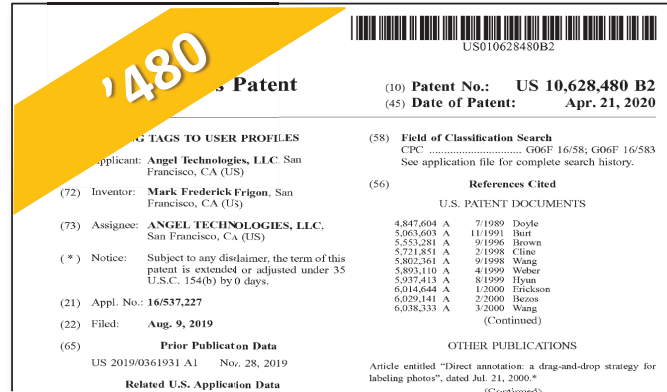 US010628480B2
'480
s Patent
(10) Patent No.: US 10,628,480 B2
(45) Date of Patent: Apr. 21, 2020
G TAGS TO USER PROFILES
Applicant: Angel Technologies, LLC, San
Francisco, CA (US)
(72) Inventor: Mark Frederick Frigon, San
Francisco, CA (US)
(73) Assignee: ANGEL TECHNOLOGIES, LLC,
San Francisco, CA (US)
( * ) Notice: Subject to any disclaimer, the term of this
patent is extended or adjusted under 35
U.S.C. 154(b) by 0 days.
(21) Appl. No.: 16/537,227
(22) Filed: Aug. 9, 2019
(65) Prior Publication Data
US 2019/0361931 A1 Nov. 28, 2019
Related U.S. Application Data
(58) Field of Classification Search
CPC .............................. G06F 16/58; G06F 16/583
See application file for complete search history.
(56) References Cited
U.S. PATENT DOCUMENTS
4,847,604 A 7/1989 Doyle
5,063,603 A 11/1991 Burt
5,553,281 A 9/1996 Brown
5,721,851 A 2/1998 Cline
5,802,361 A 9/1998 Wang
5,893,110 A 4/1999 Weber
5,937,413 A 8/1999 Hyun
6,014,644 A 1/2000 Erickson
6,029,141 A 2/2000 Bezos
6,038,333 A 3/2000 Wang
(Continued)
OTHER PUBLICATIONS
Article entitled "Direct annotation: a drag-and-drop strategy for
labeling photos", dated Jul. 21, 2000.*
(Continued)